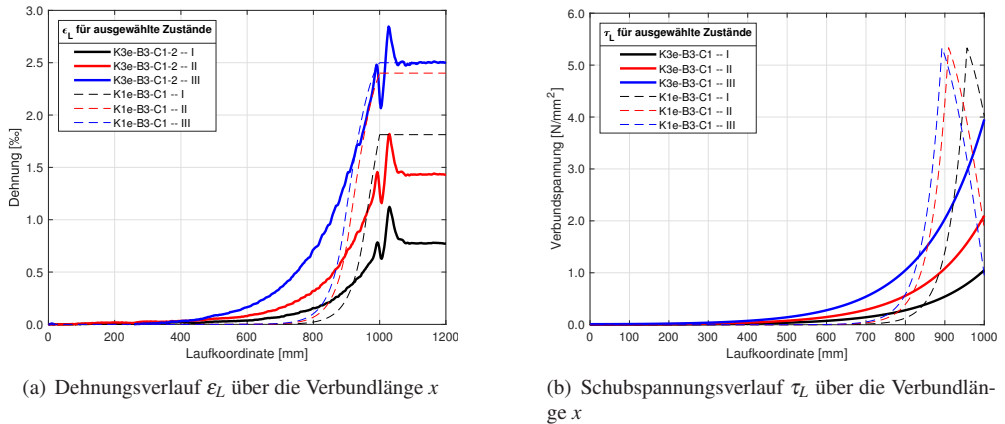 ϵL für ausgewählte Zustände
K3e-B3-C1-2 -- I
K3e-B3-C1-2 -- II
K3e-B3-C1-2 -- III
K1e-B3-C1 -- I
K1e-B3-C1 -- II
K1e-B3-C1 -- III
Dehnung [‰]
3.0
2.5
2.0
1.5
1.0
0.5
0.0
0 200 400 600 800 1000 1200
Laufkoordinate [mm]
(a) Dehnungsverlauf εL über die Verbundlänge x
τL für ausgewählte Zustände
K3e-B3-C1 -- I
K3e-B3-C1 -- II
K3e-B3-C1 -- III
K1e-B3-C1 -- I
K1e-B3-C1 -- II
K1e-B3-C1 -- III
Verbundspannung [N/mm²]
6.0
5.0
4.0
3.0
2.0
1.0
0.0
0 100 200 300 400 500 600 700 800 900 1000
Laufkoordinate [mm]
(b) Schubspannungsverlauf τL über die Verbundlän-
ge x